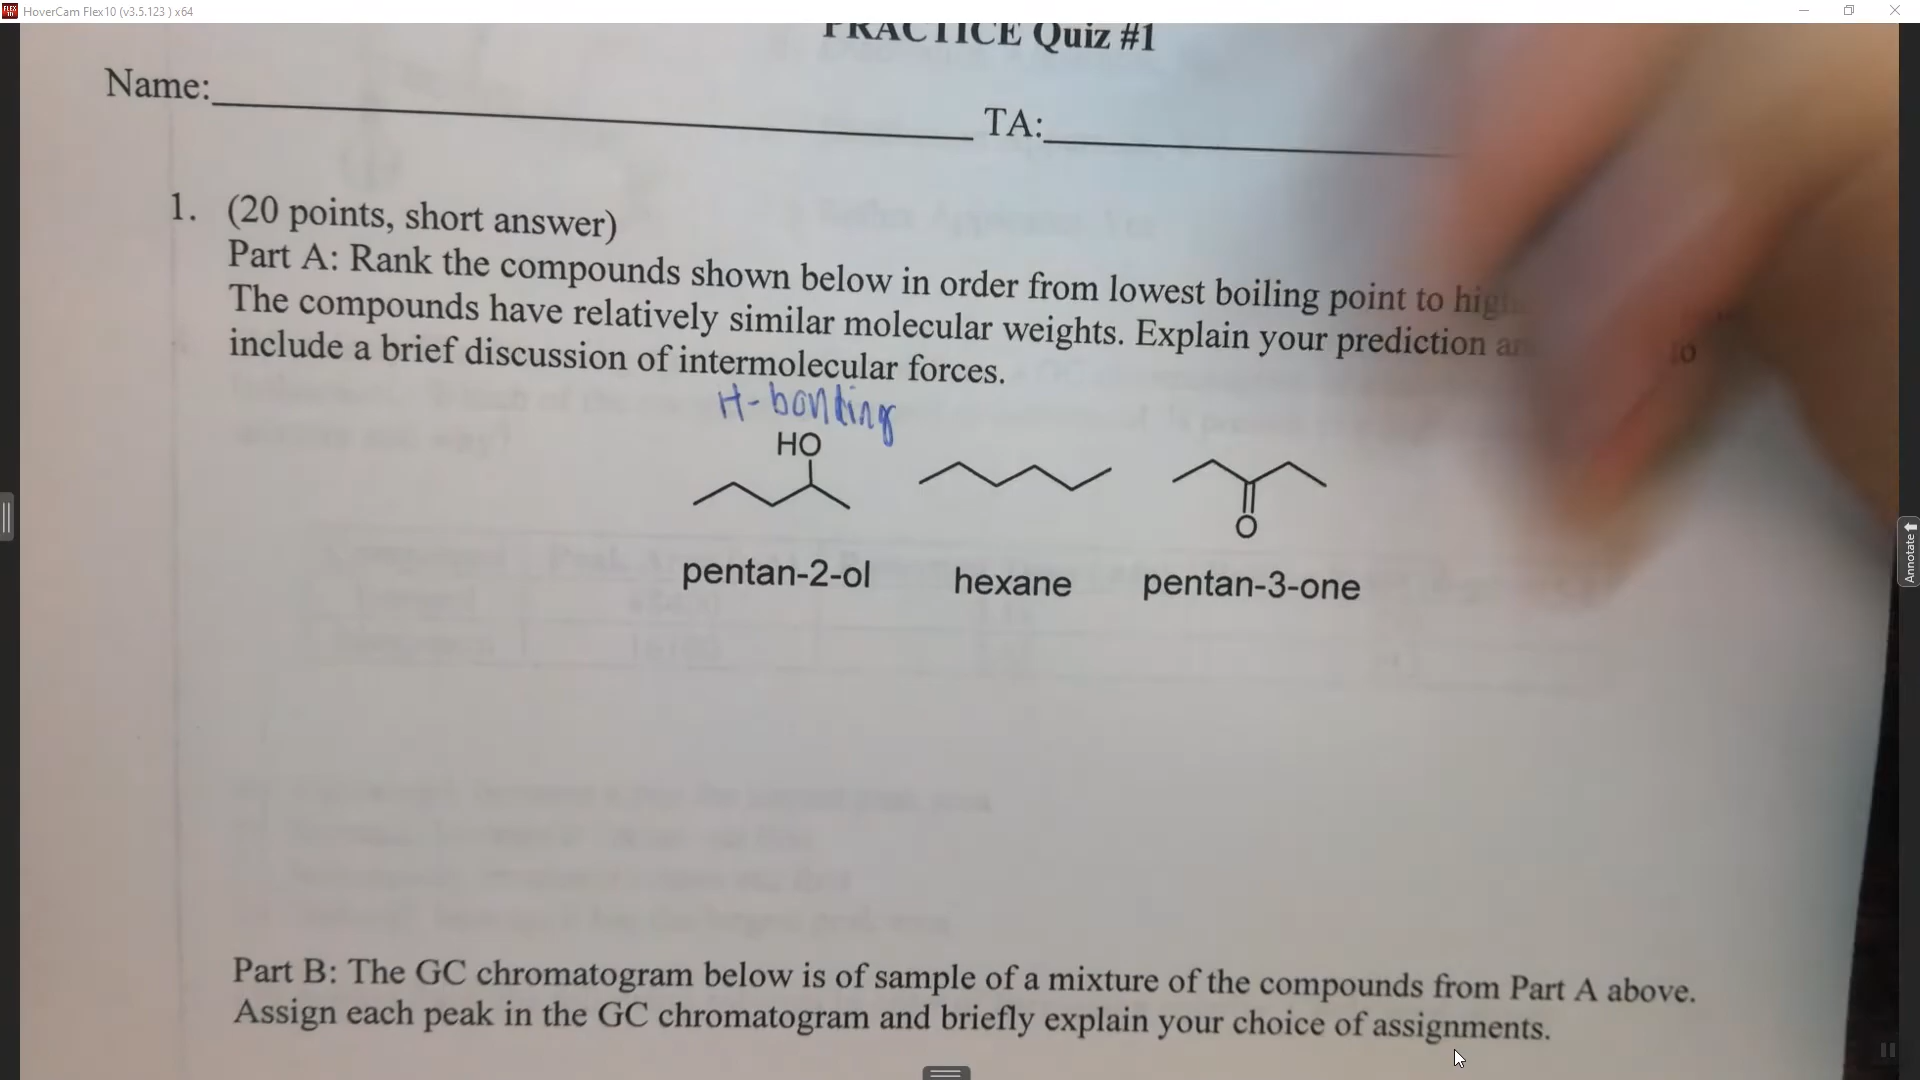 HoverCam Flex10 (v3.5.123 ) x64
PRACTICE Quiz #1
Name:
TA:
1. (20 points, short answer)
Part A: Rank the compounds shown below in order from lowest boiling point to
The compounds have relatively similar molecular weights. Explain your prediction
include a brief discussion of intermolecular forces.
H-bonding
HO
O
pentan-2-ol hexane pentan-3-one
Annotate
Part B: The GC chromatogram below is of sample of a mixture of the compounds from Part A above.
Assign each peak in the GC chromatogram and briefly explain your choice of assignments.